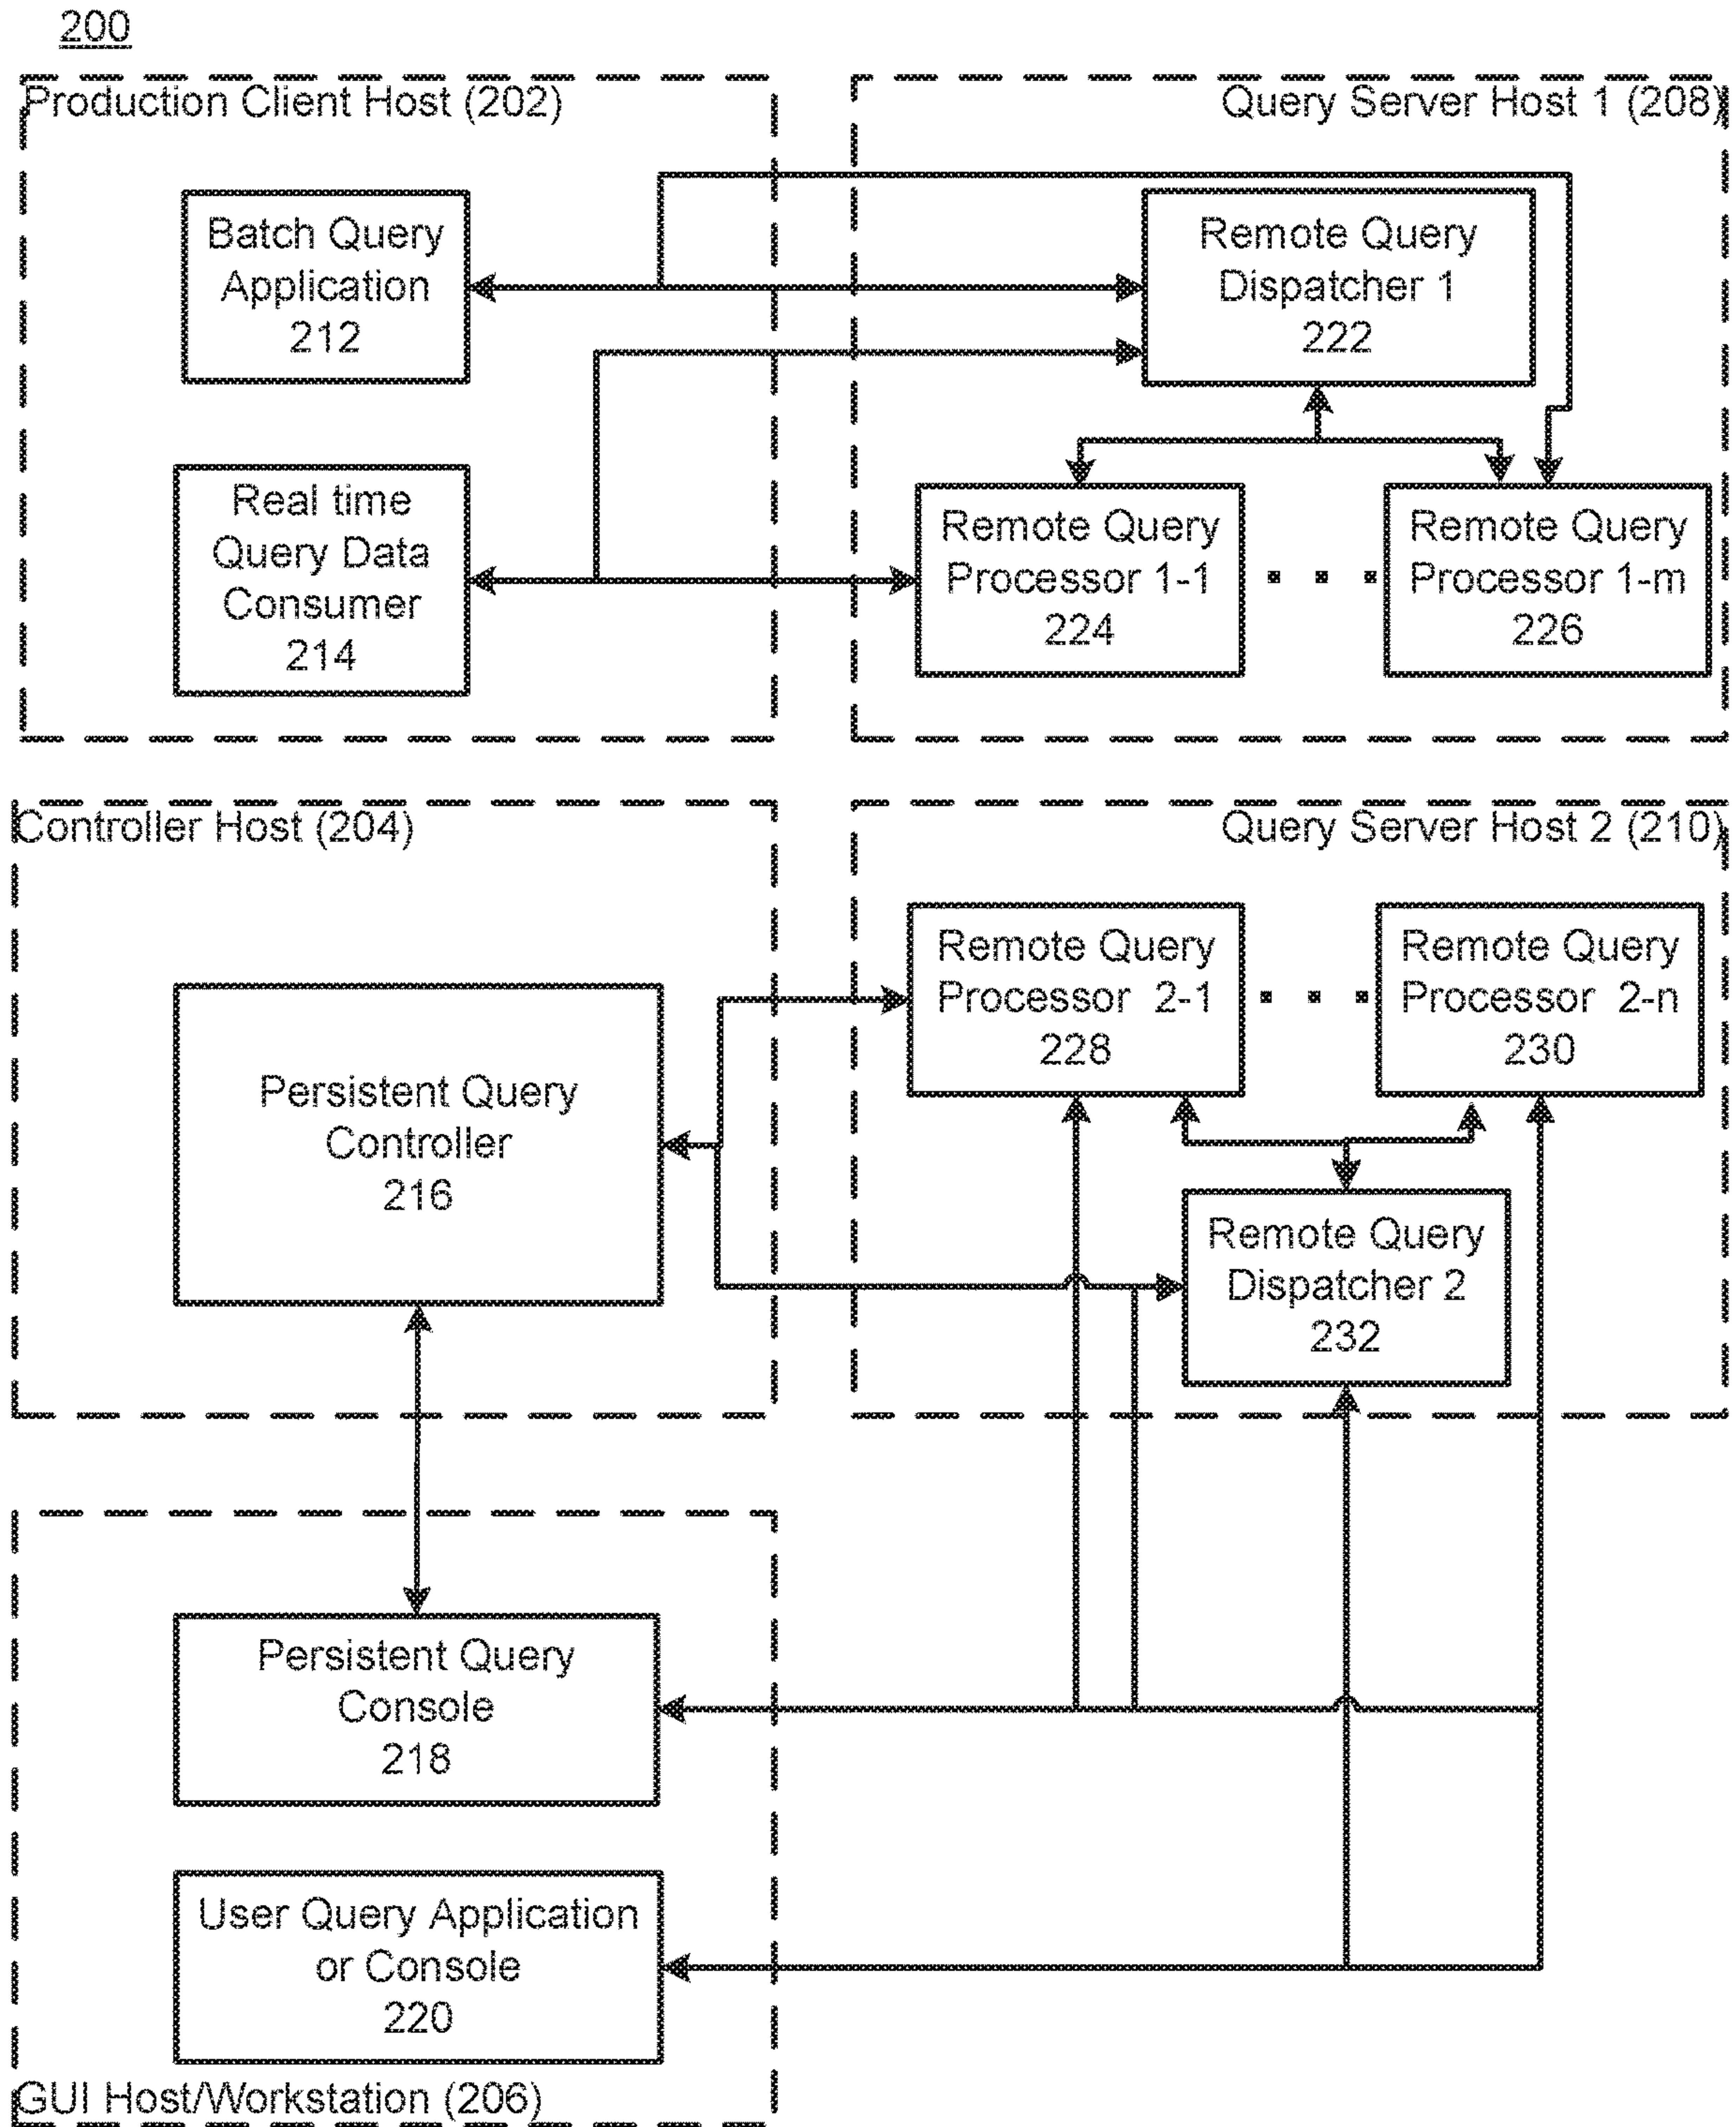 200
Production Client Host (202)
Query Server Host 1 (208)
Batch Query
Application
212
Remote Query
Dispatcher 1
222
Real time
Query Data
Consumer
214
Remote Query
Processor 1-1
224
Remote Query
Processor 1-m
226
Controller Host (204)
Query Server Host 2 (210)
Remote Query
Processor 2-1
228
Remote Query
Processor 2-n
230
Persistent Query
Controller
216
Remote Query
Dispatcher 2
232
Persistent Query
Console
218
User Query Application
or Console
220
GUI Host/Workstation (206)